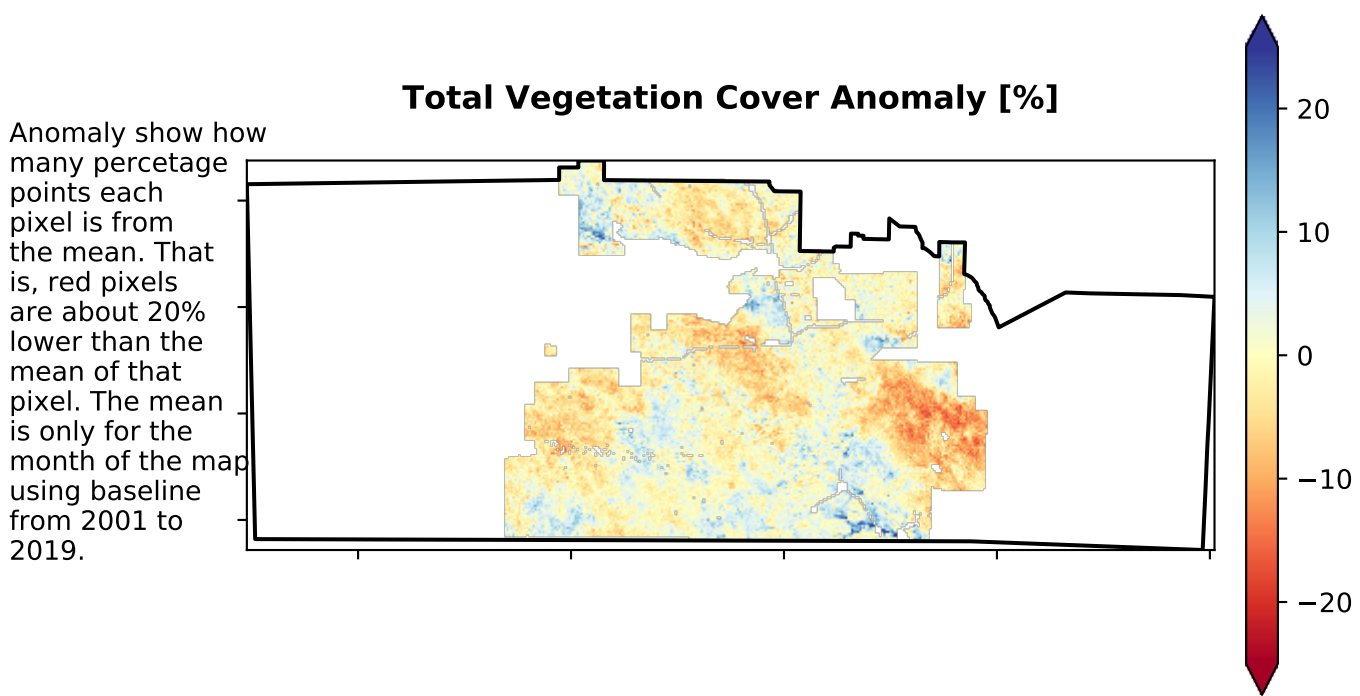 Total Vegetation Cover Anomaly [%]
Anomaly show how
many percetage
points each
pixel is from
the mean. That
is, red pixels
are about 20%
lower than the
mean of that
pixel. The mean
is only for the
month of the map
using baseline
from 2001 to
2019.
20
10
0
−10
−20